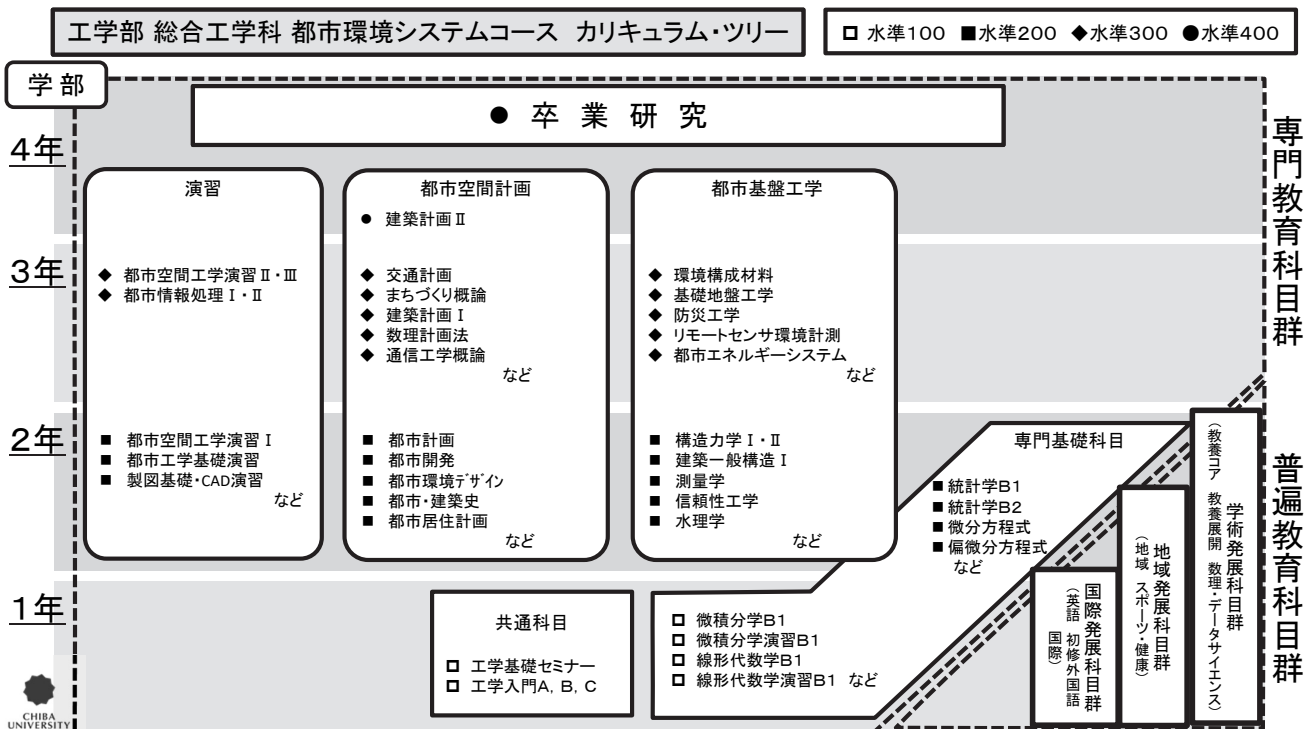 工学部 総合工学科 都市環境システムコース カリキュラム・ツリー
□ 水準100 ■水準200 ◆水準300 ●水準400
学部
● 卒業研究
4年
専門教育科目群
演習
都市空間計画
都市基盤工学
● 建築計画Ⅱ
3年
◆ 都市空間工学演習Ⅱ・Ⅲ
◆ 都市情報処理Ⅰ・Ⅱ
◆ 交通計画
◆ まちづくり概論
◆ 建築計画Ⅰ
◆ 数理計画法
◆ 通信工学概論
など
◆ 環境構成材料
◆ 基礎地盤工学
◆ 防災工学
◆ リモートセンサ環境計測
◆ 都市エネルギーシステム
など
2年
■ 都市空間工学演習Ⅰ
■ 都市工学基礎演習
■ 製図基礎・CAD演習
など
■ 都市計画
■ 都市開発
■ 都市環境デザイン
■ 都市・建築史
■ 都市居住計画
など
■ 構造力学Ⅰ・Ⅱ
■ 建築一般構造Ⅰ
■ 測量学
■ 信頼性工学
■ 水理学
など
専門基礎科目
■ 統計学B1
■ 統計学B2
■ 微分方程式
■ 偏微分方程式
など
普遍教育科目群
学術発展科目群
(教養コア 教養展開 数理・データサイエンス)
地域発展科目群
(地域 スポーツ・健康)
国際発展科目群
(英語 初修外国語
国際)
1年
共通科目
□ 工学基礎セミナー
□ 工学入門A, B, C
□ 微積分学B1
□ 微積分学演習B1
□ 線形代数学B1
□ 線形代数学演習B1 など
CHIBA
UNIVERSITY